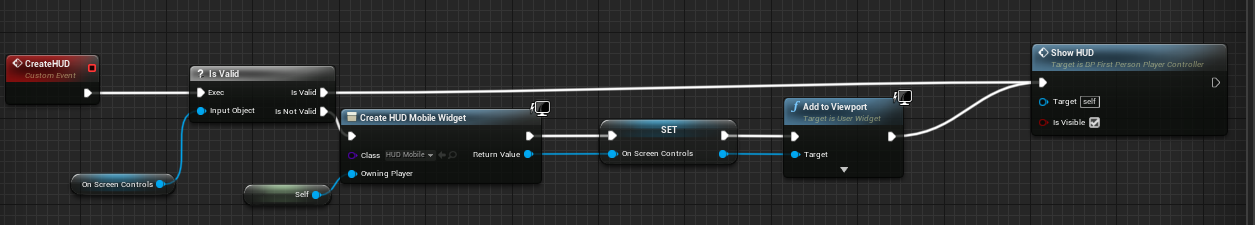 CreateHUD
Custom Event
? Is Valid
Exec
Is Valid
Input Object
Is Not Valid
On Screen Controls
Self
Create HUD Mobile Widget
Class HUD Mobile
Return Value
Owning Player
SET
On Screen Controls
f Add to Viewport
Target is User Widget
Target
Show HUD
Target is DP First Person Player Controller
Target self
Is Visible